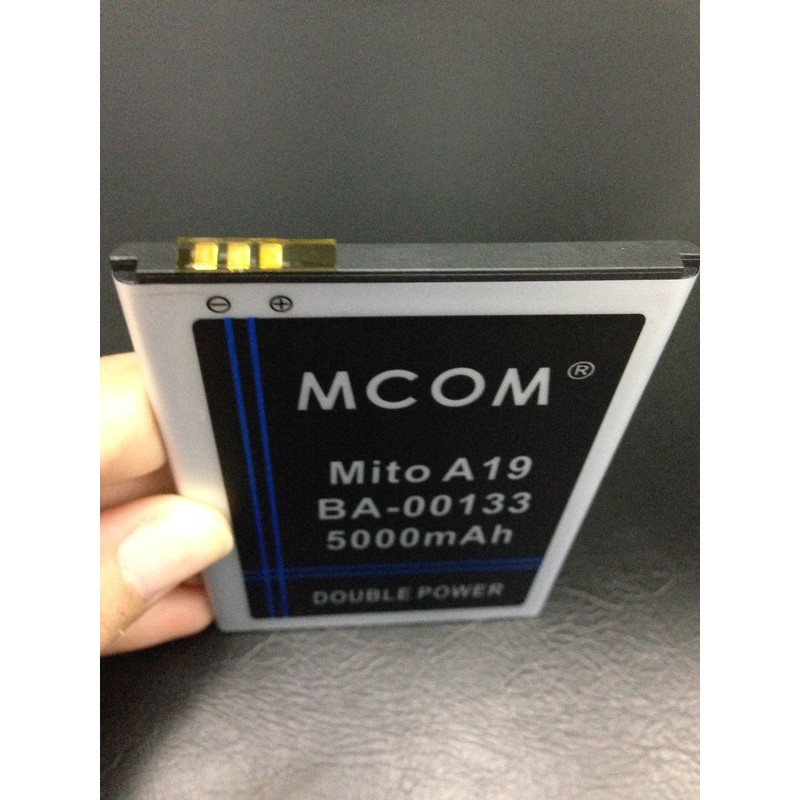 ⊖ ⊕
MCOM®
Mito A19
BA-00133
5000mAh
DOUBLE POWER